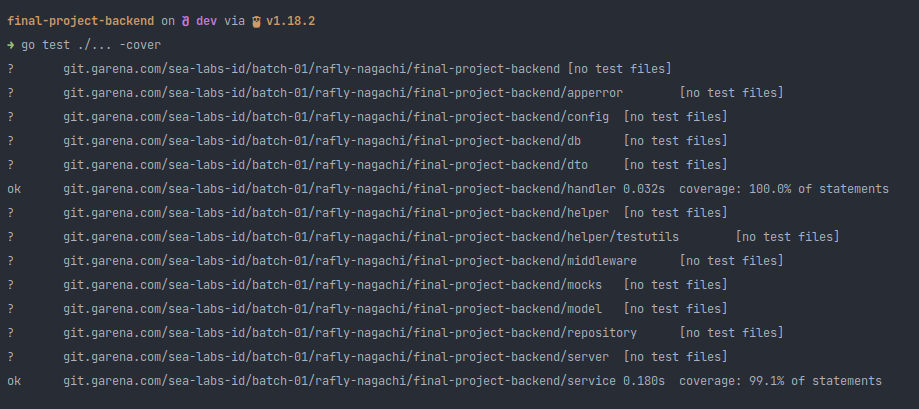 final-project-backend on dev via v1.18.2
→ go test ./... -cover
? git.garena.com/sea-labs-id/batch-01/rafly-nagachi/final-project-backend [no test files]
? git.garena.com/sea-labs-id/batch-01/rafly-nagachi/final-project-backend/apperror [no test files]
? git.garena.com/sea-labs-id/batch-01/rafly-nagachi/final-project-backend/config [no test files]
? git.garena.com/sea-labs-id/batch-01/rafly-nagachi/final-project-backend/db [no test files]
? git.garena.com/sea-labs-id/batch-01/rafly-nagachi/final-project-backend/dto [no test files]
ok git.garena.com/sea-labs-id/batch-01/rafly-nagachi/final-project-backend/handler 0.032s coverage: 100.0% of statements
? git.garena.com/sea-labs-id/batch-01/rafly-nagachi/final-project-backend/helper [no test files]
? git.garena.com/sea-labs-id/batch-01/rafly-nagachi/final-project-backend/helper/testutils [no test files]
? git.garena.com/sea-labs-id/batch-01/rafly-nagachi/final-project-backend/middleware [no test files]
? git.garena.com/sea-labs-id/batch-01/rafly-nagachi/final-project-backend/mocks [no test files]
? git.garena.com/sea-labs-id/batch-01/rafly-nagachi/final-project-backend/model [no test files]
? git.garena.com/sea-labs-id/batch-01/rafly-nagachi/final-project-backend/repository [no test files]
? git.garena.com/sea-labs-id/batch-01/rafly-nagachi/final-project-backend/server [no test files]
ok git.garena.com/sea-labs-id/batch-01/rafly-nagachi/final-project-backend/service 0.180s coverage: 99.1% of statements